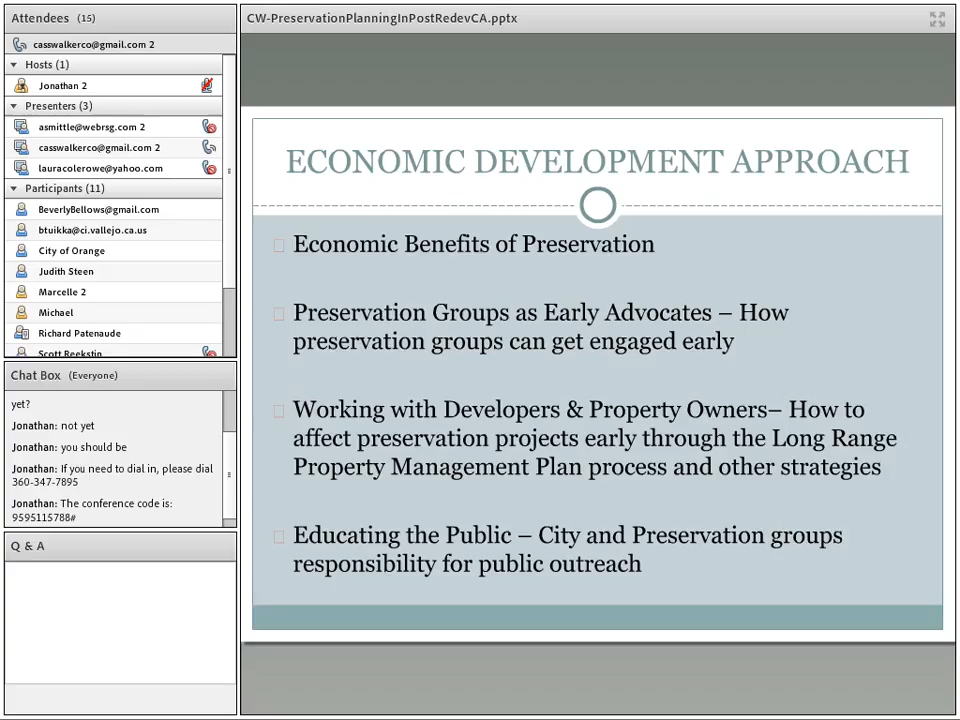 Attendees (15)
casswalkerco@gmail.com 2
Hosts (1)
Jonathan 2
Presenters (3)
asmittle@webrsg.com 2
casswalkerco@gmail.com 2
lauracolerowe@yahoo.com
Participants (11)
BeverlyBellows@gmail.com
btuikka@ci.vallejo.ca.us
City of Orange
Judith Steen
Marcelle 2
Michael
Richard Patenaude
Scott Reekstin
Chat Box (Everyone)
yet?
Jonathan: not yet
Jonathan: you should be
Jonathan: If you need to dial in, please dial
360-347-7895
Jonathan: The conference code is:
9595115788#
Q & A
CW-PreservationPlanningInPostRedevCA.pptx
ECONOMIC DEVELOPMENT APPROACH
Economic Benefits of Preservation
Preservation Groups as Early Advocates – How
preservation groups can get engaged early
Working with Developers & Property Owners– How to
affect preservation projects early through the Long Range
Property Management Plan process and other strategies
Educating the Public – City and Preservation groups
responsibility for public outreach